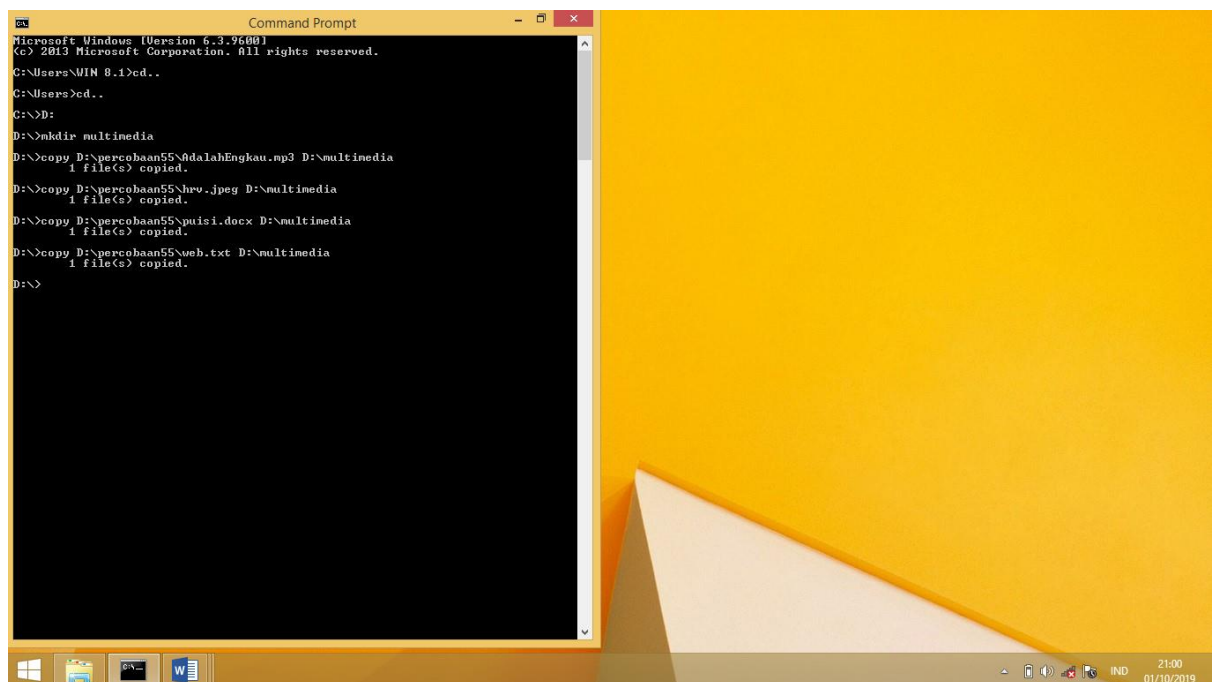 Command Prompt
Microsoft Windows [Version 6.3.9600]
(c) 2013 Microsoft Corporation. All rights reserved.
C:\Users\WIN 8.1>cd..
C:\Users>cd..
C:\>D:
D:\>mkdir multimedia
D:\>copy D:\percobaan55\AdalahEngkau.mp3 D:\multimedia
1 file(s) copied.
D:\>copy D:\percobaan55\hrv.jpeg D:\multimedia
1 file(s) copied.
D:\>copy D:\percobaan55\puisi.docx D:\multimedia
1 file(s) copied.
D:\>copy D:\percobaan55\web.txt D:\multimedia
1 file(s) copied.
D:\>
IND
21:00
01/10/2019